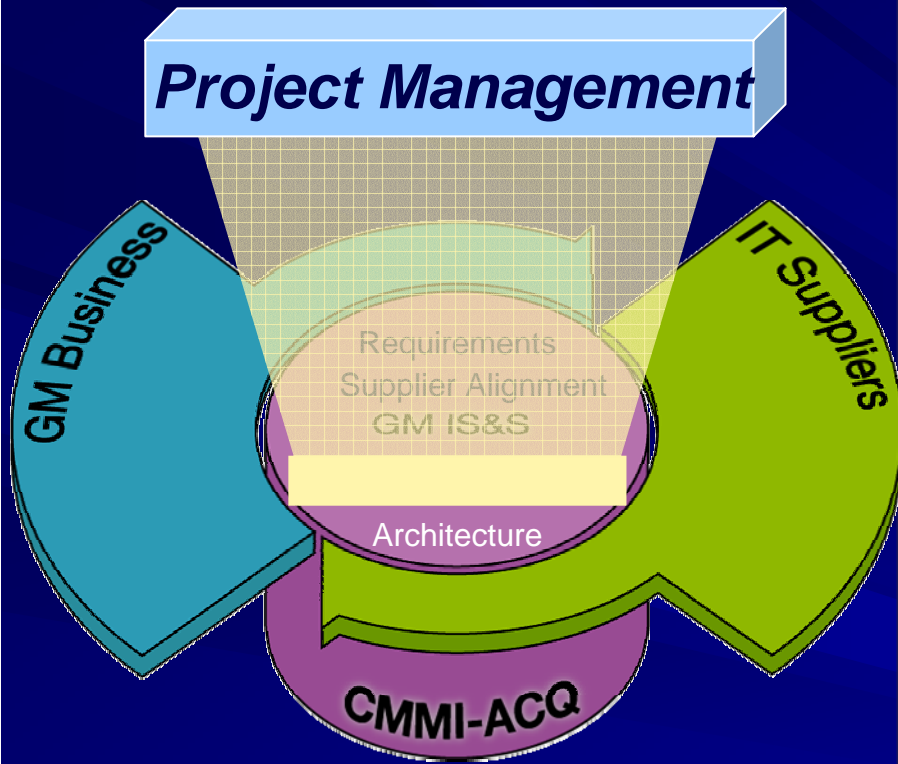 Project Management
GM Business
IT Suppliers
Requirements
Supplier Alignment
GM IS&S
Architecture
CMMI-ACQ